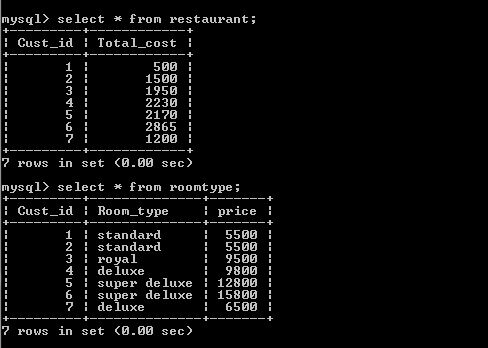 mysql> select * from restaurant;
+---------+------------+
¦ Cust_id ¦ Total_cost ¦
+---------+------------+
¦       1 ¦        500 ¦
¦       2 ¦       1500 ¦
¦       3 ¦       1950 ¦
¦       4 ¦       2230 ¦
¦       5 ¦       2170 ¦
¦       6 ¦       2865 ¦
¦       7 ¦       1200 ¦
+---------+------------+
7 rows in set (0.00 sec)
mysql> select * from roomtype;
+---------+--------------+-------+
¦ Cust_id ¦ Room_type    ¦ price ¦
+---------+--------------+-------+
¦       1 ¦ standard     ¦  5500 ¦
¦       2 ¦ standard     ¦  5500 ¦
¦       3 ¦ royal        ¦  9500 ¦
¦       4 ¦ deluxe       ¦  9800 ¦
¦       5 ¦ super deluxe ¦ 12800 ¦
¦       6 ¦ super deluxe ¦ 15800 ¦
¦       7 ¦ deluxe       ¦  6500 ¦
+---------+--------------+-------+
7 rows in set (0.00 sec)